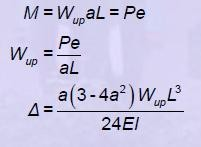 M = W_up aL = Pe
W_up = Pe / aL
Δ = a(3 - 4a²) W_up L³ / 24EI